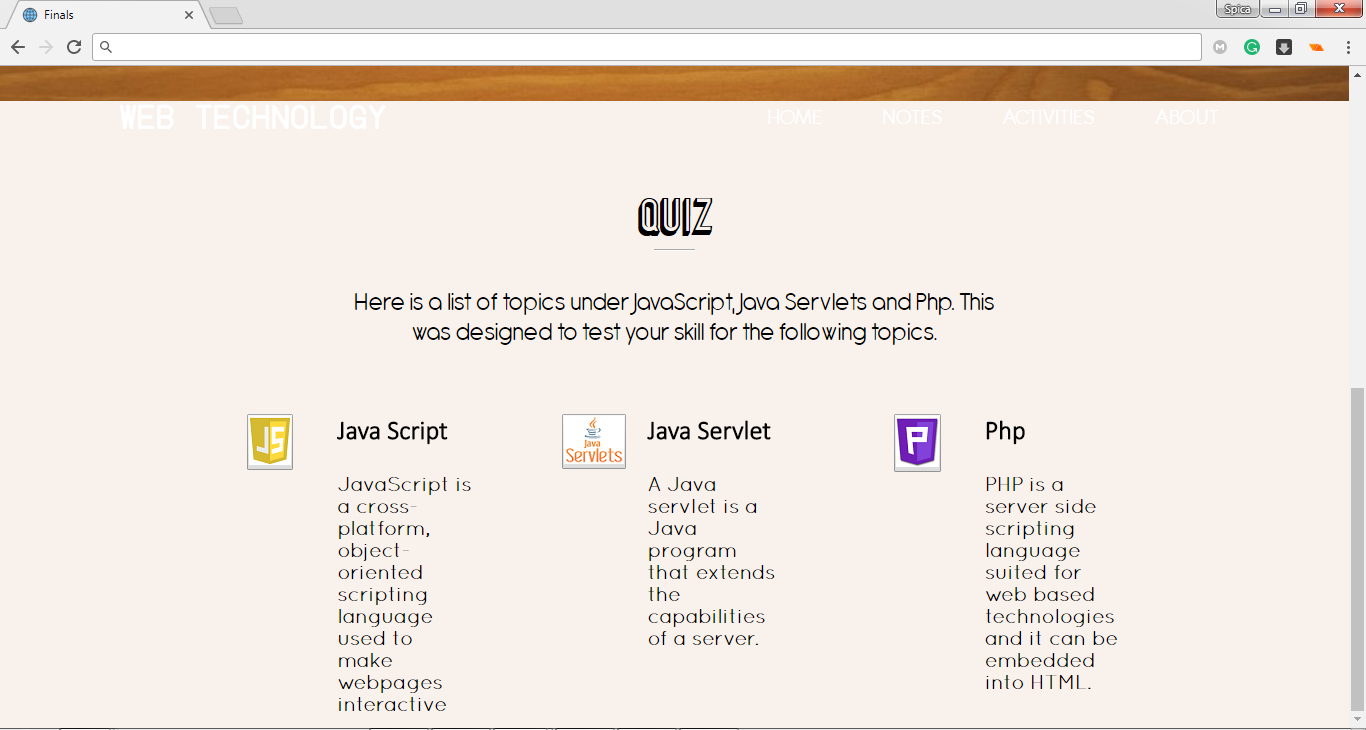 Finals
Spica
WEB TECHNOLOGY
HOME NOTES ACTIVITIES ABOUT
QUIZ
Here is a list of topics under JavaScript, Java Servlets and Php. This
was designed to test your skill for the following topics.
JS
Java Script
JavaScript is
a cross-
platform,
object-
oriented
scripting
language
used to
make
webpages
interactive
Java
Servlets
Java Servlet
A Java
servlet is a
Java
program
that extends
the
capabilities
of a server.
P
Php
PHP is a
server side
scripting
language
suited for
web based
technologies
and it can be
embedded
into HTML.